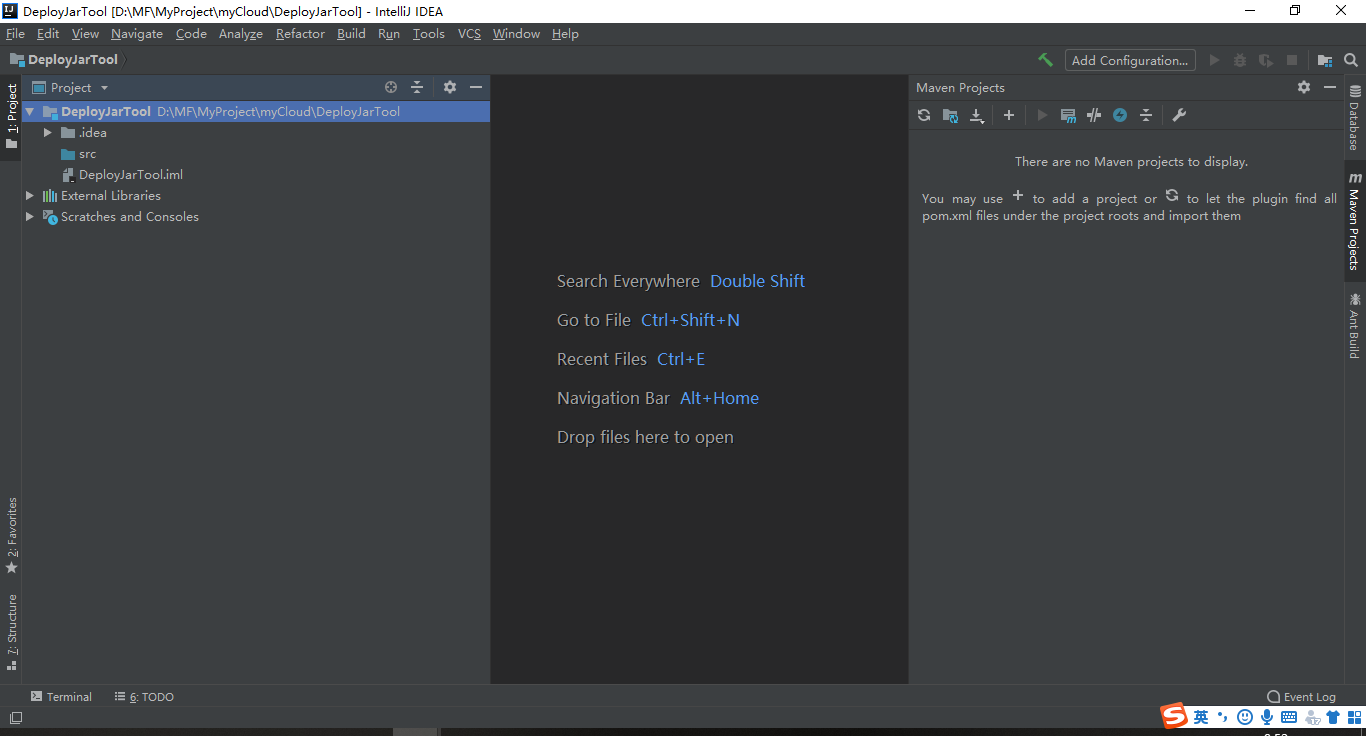 DeployJarTool [D:\MF\MyProject\myCloud\DeployJarTool] - IntelliJ IDEA
File Edit View Navigate Code Analyze Refactor Build Run Tools VCS Window Help
DeployJarTool
Add Configuration...
1: Project
Project
DeployJarTool D:\MF\MyProject\myCloud\DeployJarTool
.idea
src
DeployJarTool.iml
External Libraries
Scratches and Consoles
Search Everywhere Double Shift
Go to File Ctrl+Shift+N
Recent Files Ctrl+E
Navigation Bar Alt+Home
Drop files here to open
Maven Projects
There are no Maven projects to display.
You may use + to add a project or to let the plugin find all
pom.xml files under the project roots and import them
Database
m Maven Projects
Ant Build
2: Favorites
7: Structure
Terminal
6: TODO
Event Log
S 英